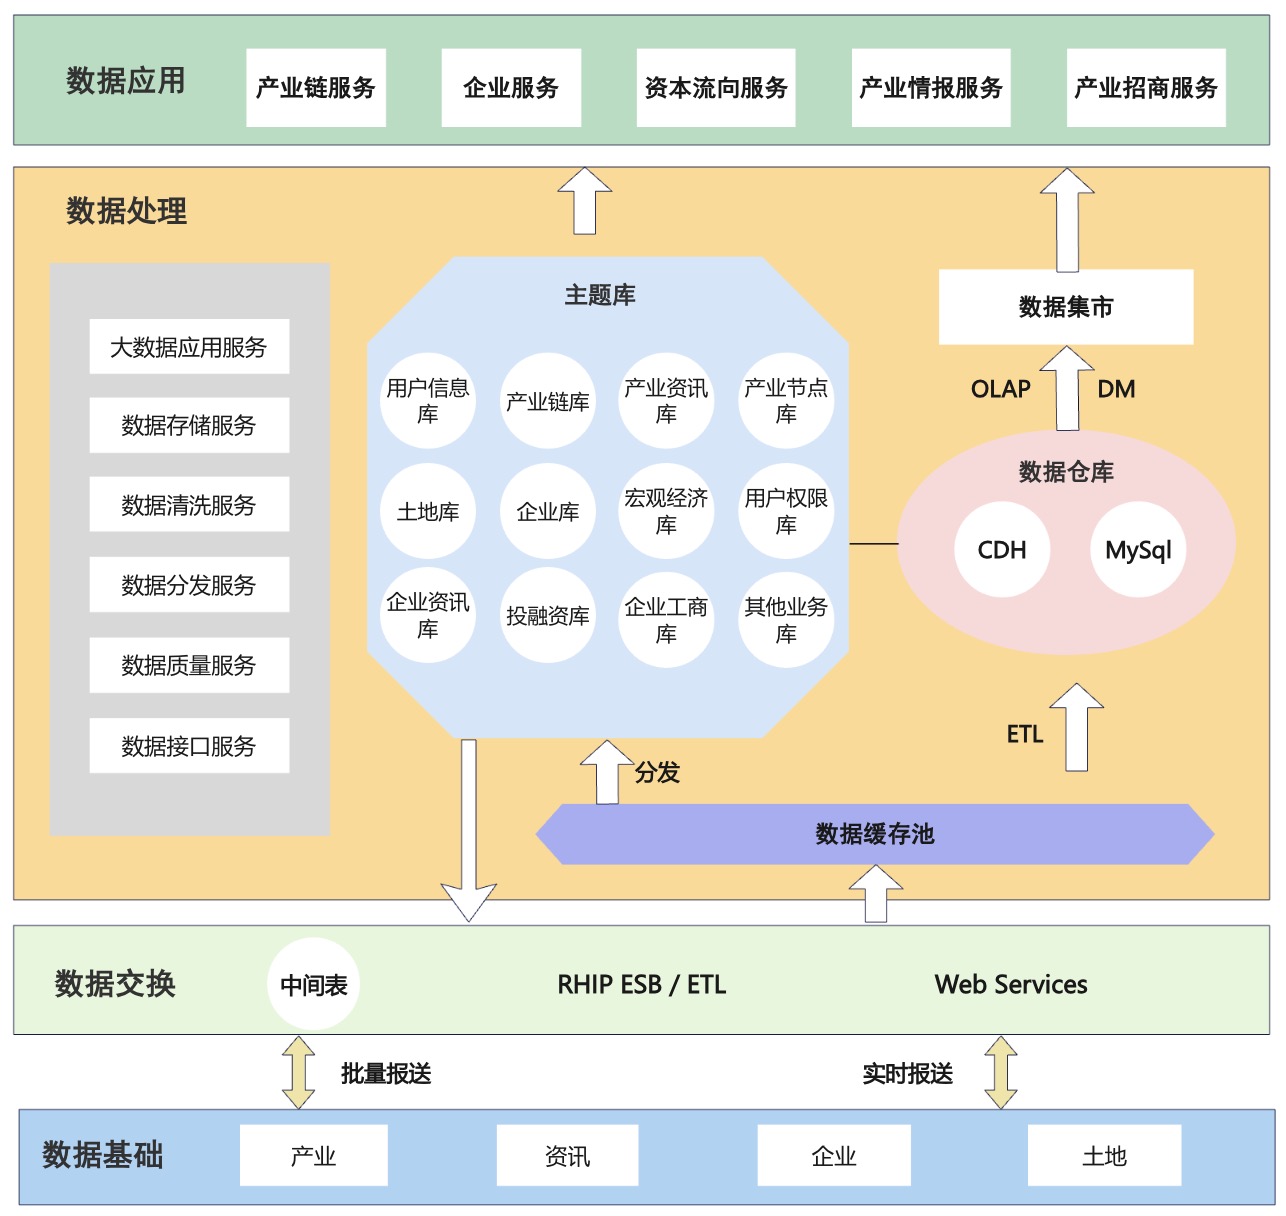 数据应用
产业链服务
企业服务
资本流向服务
产业情报服务
产业招商服务
数据处理
大数据应用服务
数据存储服务
数据清洗服务
数据分发服务
数据质量服务
数据接口服务
主题库
用户信息
库
产业链库
产业资讯
库
产业节点
库
土地库
企业库
宏观经济
库
用户权限
库
企业资讯
库
投融资库
企业工商
库
其他业务
库
数据集市
OLAP
DM
数据仓库
CDH
MySql
ETL
分发
数据缓存池
数据交换
中间表
RHIP ESB / ETL
Web Services
批量报送
实时报送
数据基础
产业
资讯
企业
土地